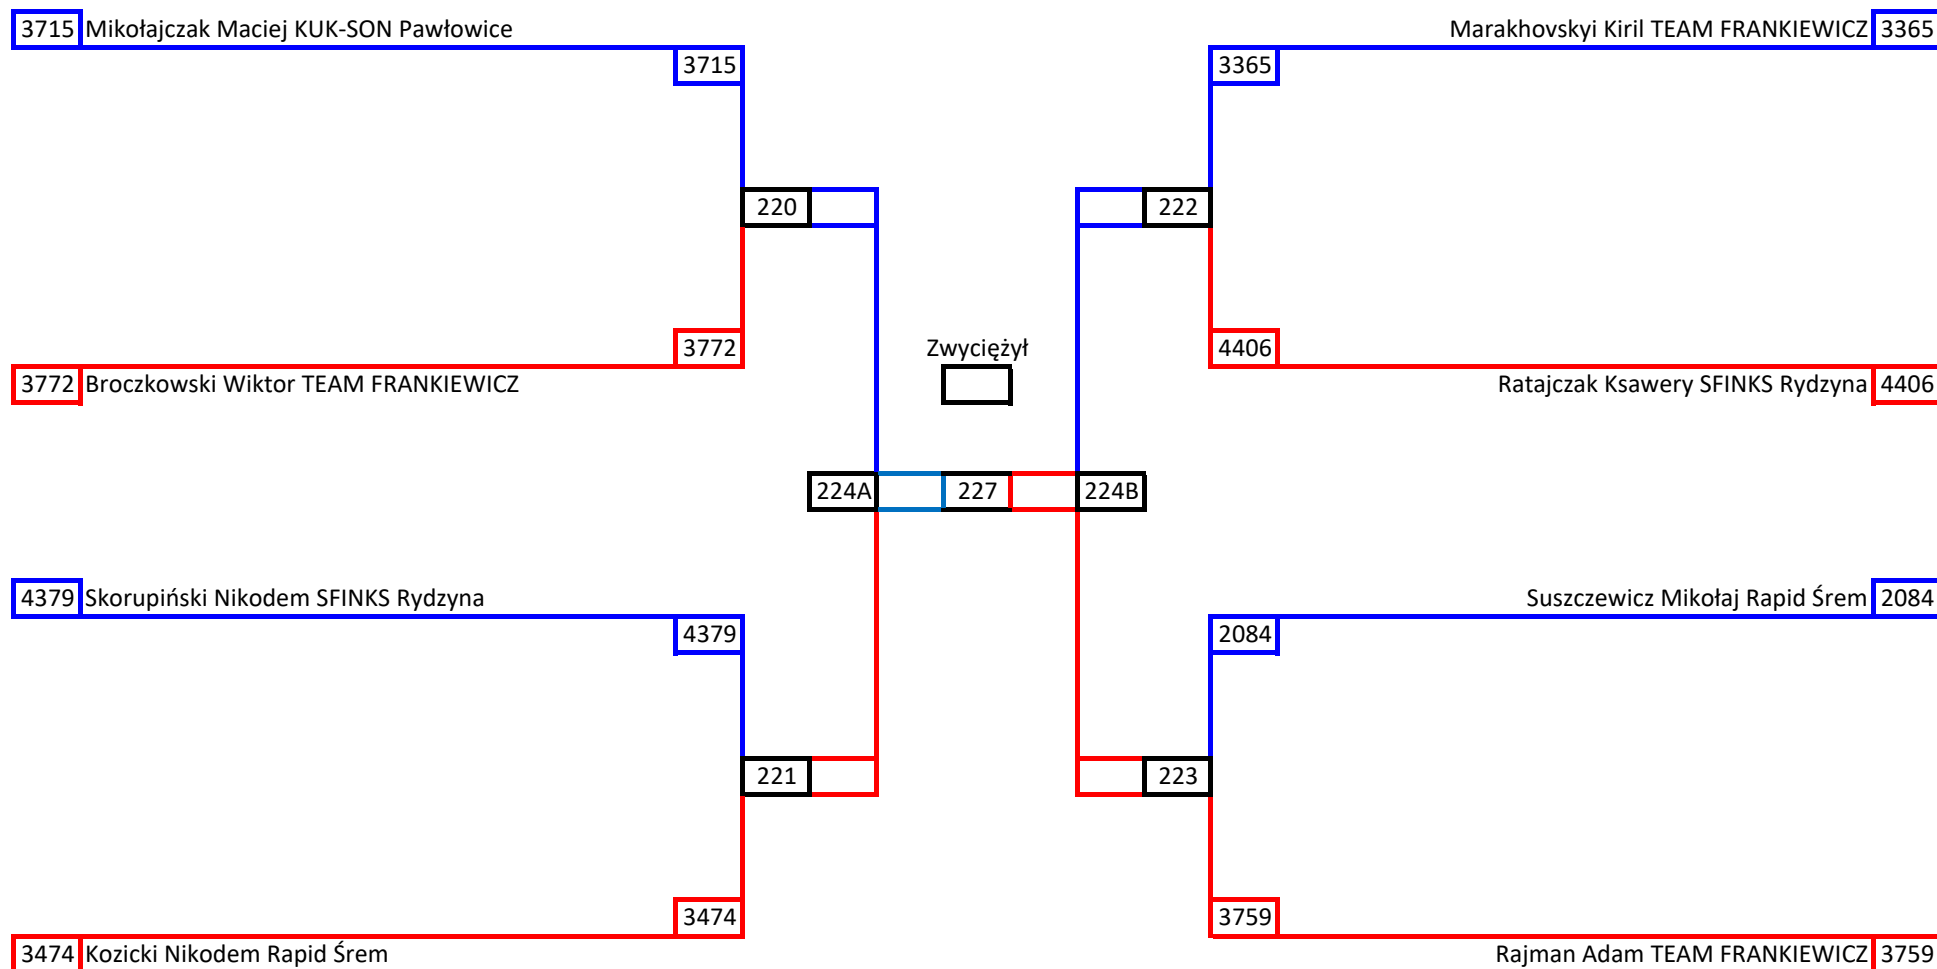 3715 Mikołajczak Maciej KUK-SON Pawłowice
Marakhovskyi Kiril TEAM FRANKIEWICZ 3365
3715
3365
220
222
3772
Zwyciężył
4406
3772 Broczkowski Wiktor TEAM FRANKIEWICZ
Ratajczak Ksawery SFINKS Rydzyna 4406
224A 227 224B
4379 Skorupiński Nikodem SFINKS Rydzyna
Suszczewicz Mikołaj Rapid Śrem 2084
4379
2084
221
223
3474
3759
3474 Kozicki Nikodem Rapid Śrem
Rajman Adam TEAM FRANKIEWICZ 3759